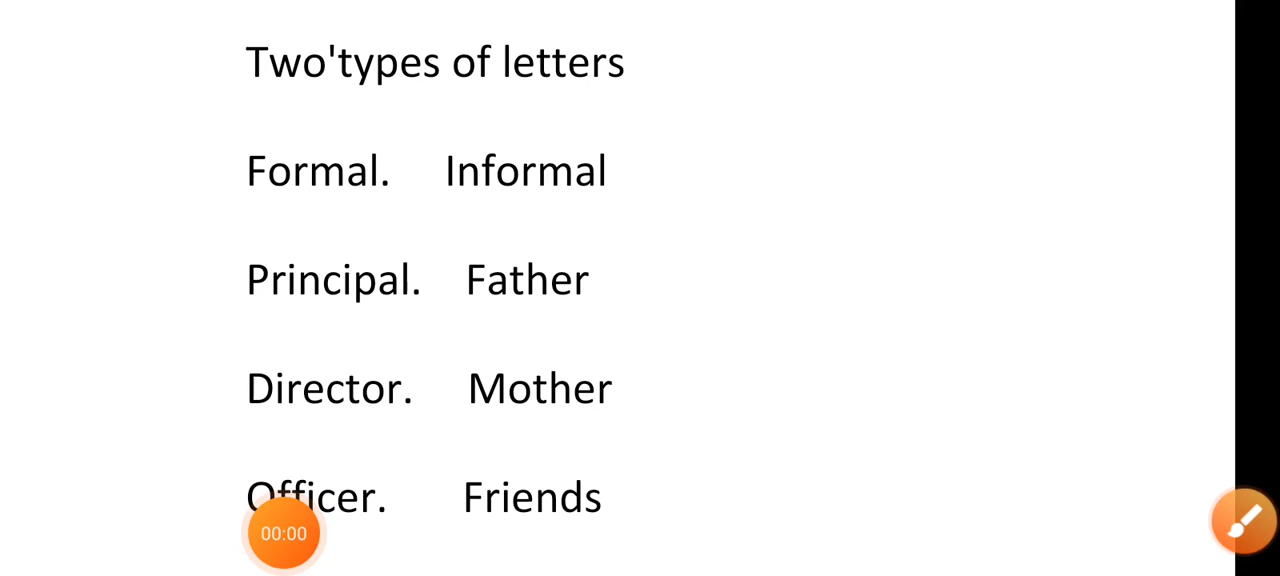 Two'types of letters
Formal. Informal
Principal. Father
Director. Mother
Officer. Friends
00:00